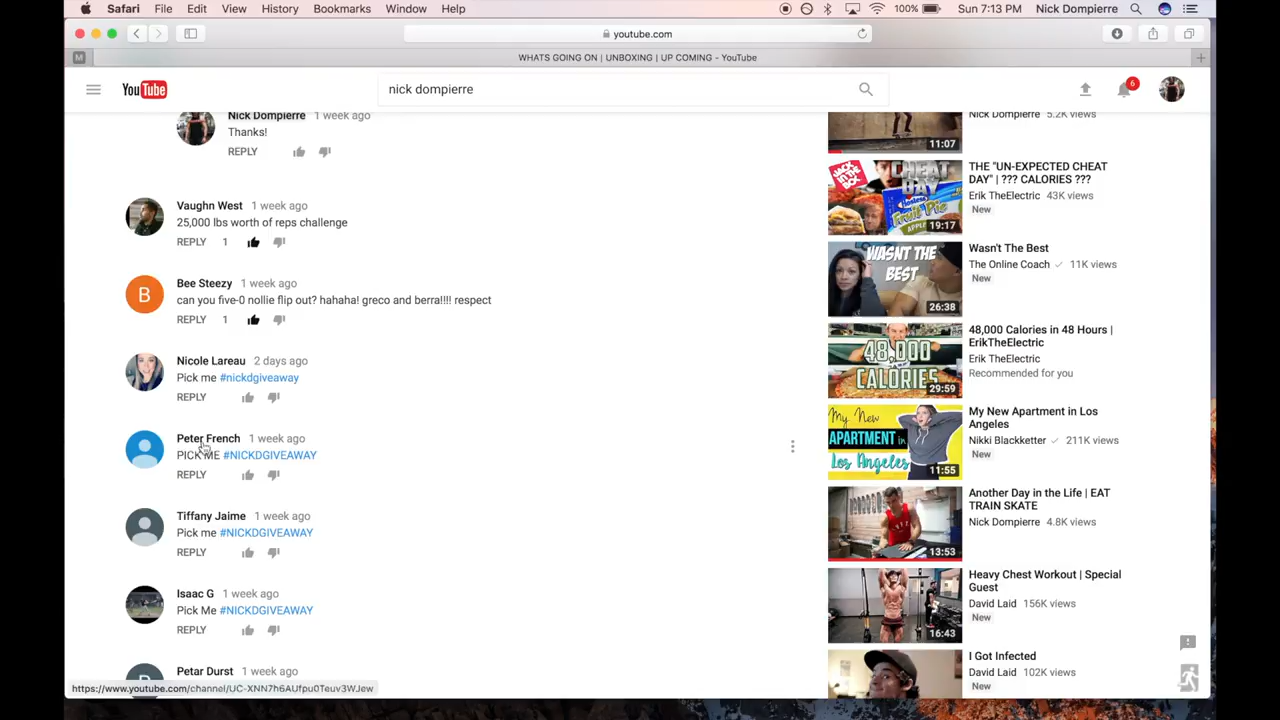 Safari File Edit View History Bookmarks Window Help 100% Sun 7:13 PM Nick Dompierre
youtube.com
M WHATS GOING ON | UNBOXING | UP COMING - YouTube
YouTube nick dompierre 6
Nick Dompierre 1 week ago
Thanks!
REPLY
Vaughn West 1 week ago
25,000 lbs worth of reps challenge
REPLY 1
B
Bee Steezy 1 week ago
can you five-0 nollie flip out? hahaha! greco and berra!!!! respect
REPLY 1
Nicole Lareau 2 days ago
Pick me #nickdgiveaway
REPLY
Peter French 1 week ago
PICK ME #NICKDGIVEAWAY
REPLY
Tiffany Jaime 1 week ago
Pick me #NICKDGIVEAWAY
REPLY
Isaac G 1 week ago
Pick Me #NICKDGIVEAWAY
REPLY
Petar Durst 1 week ago
https://www.youtube.com/channel/UC-XNN7h6AUfpu0Teuv3WJew
Nick Dompierre 5.2K views
11:07
CHEAT
DAY
Fruit Pie
APPLE
19:17
THE "UN-EXPECTED CHEAT
DAY" | ??? CALORIES ???
Erik TheElectric 43K views
New
WASNT THE
BEST
26:38
Wasn't The Best
The Online Coach 11K views
New
48,000
CALORIES
29:59
48,000 Calories in 48 Hours |
ErikTheElectric
Erik TheElectric
Recommended for you
My New
APARTMENT in
Los Angeles
11:55
My New Apartment in Los
Angeles
Nikki Blackketter 211K views
New
13:53
Another Day in the Life | EAT
TRAIN SKATE
Nick Dompierre 4.8K views
16:43
Heavy Chest Workout | Special
Guest
David Laid 156K views
New
I Got Infected
David Laid 102K views
New